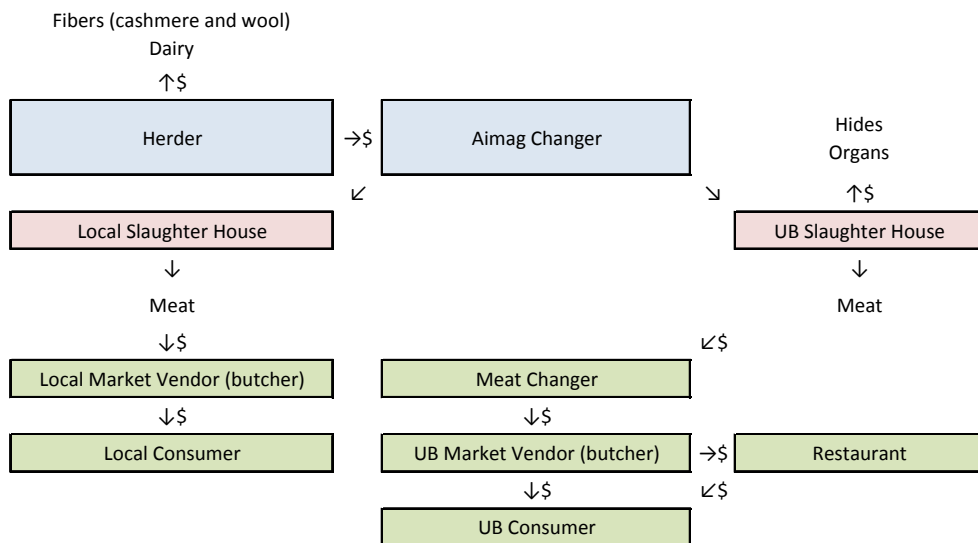 Fibers (cashmere and wool)
Dairy
↑$
Herder
→$
Aimag Changer
Hides
Organs
↙
↘
↑$
Local Slaughter House
UB Slaughter House
↓
↓
Meat
Meat
↓$
↙$
Local Market Vendor (butcher)
Meat Changer
↓$
↓$
Local Consumer
UB Market Vendor (butcher)
→$
Restaurant
↓$
↙$
UB Consumer